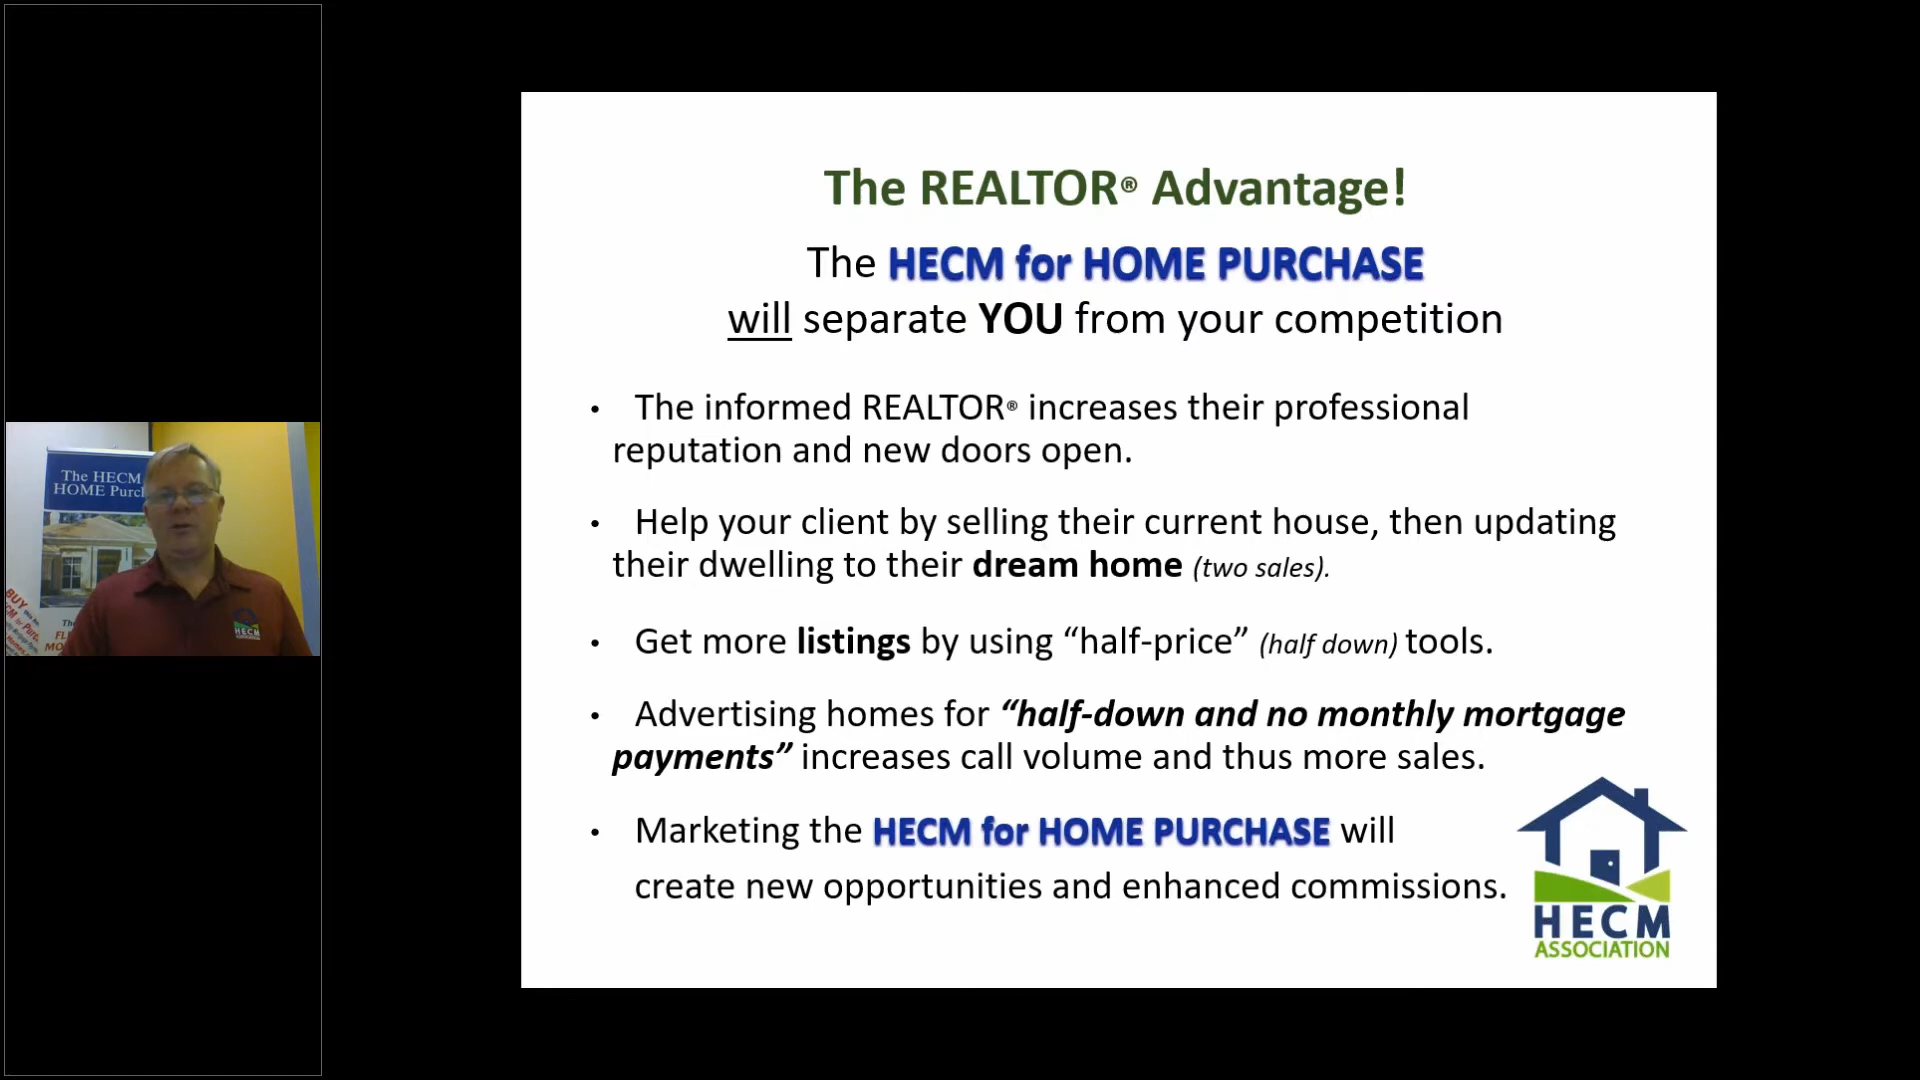 The REALTOR® Advantage!
The HECM for HOME PURCHASE
will separate YOU from your competition
• The informed REALTOR® increases their professional
reputation and new doors open.
• Help your client by selling their current house, then updating
their dwelling to their dream home (two sales).
• Get more listings by using “half-price” (half down) tools.
• Advertising homes for “half-down and no monthly mortgage
payments” increases call volume and thus more sales.
• Marketing the HECM for HOME PURCHASE will
create new opportunities and enhanced commissions.
HECM
ASSOCIATION
The HECM
HOME
BUY
HECM
ASSOCIATION